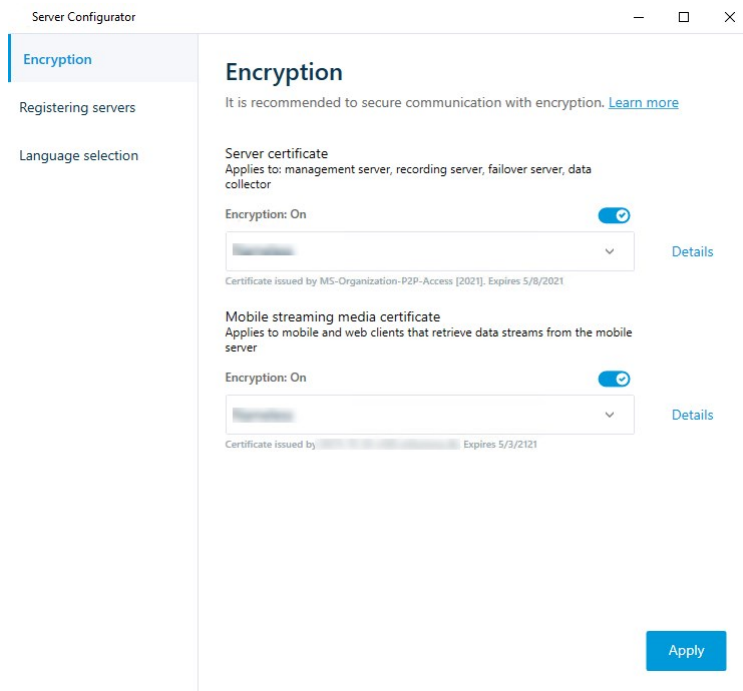 Server Configurator
Encryption
Registering servers
Language selection
Encryption
It is recommended to secure communication with encryption. Learn more
Server certificate
Applies to: management server, recording server, failover server, data
collector
Encryption: On
Details
Certificate issued by MS-Organization-P2P-Access [2021]. Expires 5/8/2021
Mobile streaming media certificate
Applies to mobile and web clients that retrieve data streams from the mobile
server
Encryption: On
Details
Certificate issued by Expires 5/3/2121
Apply